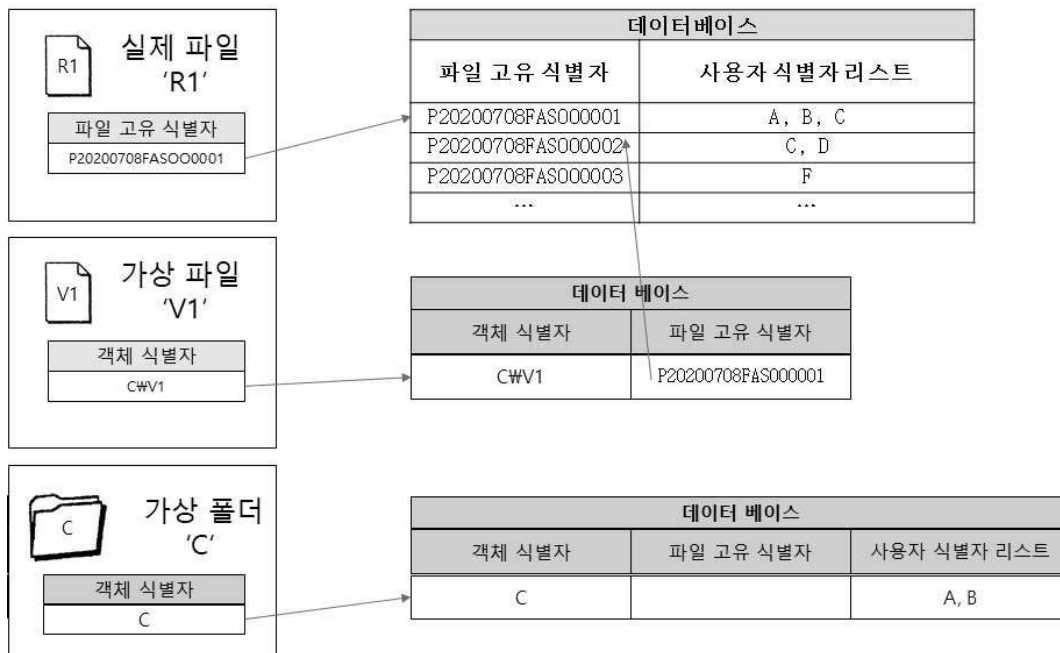 R1
실제 파일
'R1'
파일 고유 식별자
P20200708FASOO0001
데이터베이스
파일 고유 식별자 사용자 식별자 리스트
P20200708FAS000001 A, B, C
P20200708FAS000002 C, D
P20200708FAS000003 F
... ...
V1
가상 파일
'V1'
객체 식별자
C₩V1
데이터 베이스
객체 식별자 파일 고유 식별자
C₩V1 P20200708FAS000001
C
가상 폴더
'C'
객체 식별자
C
데이터 베이스
객체 식별자 파일 고유 식별자 사용자 식별자 리스트
C A, B